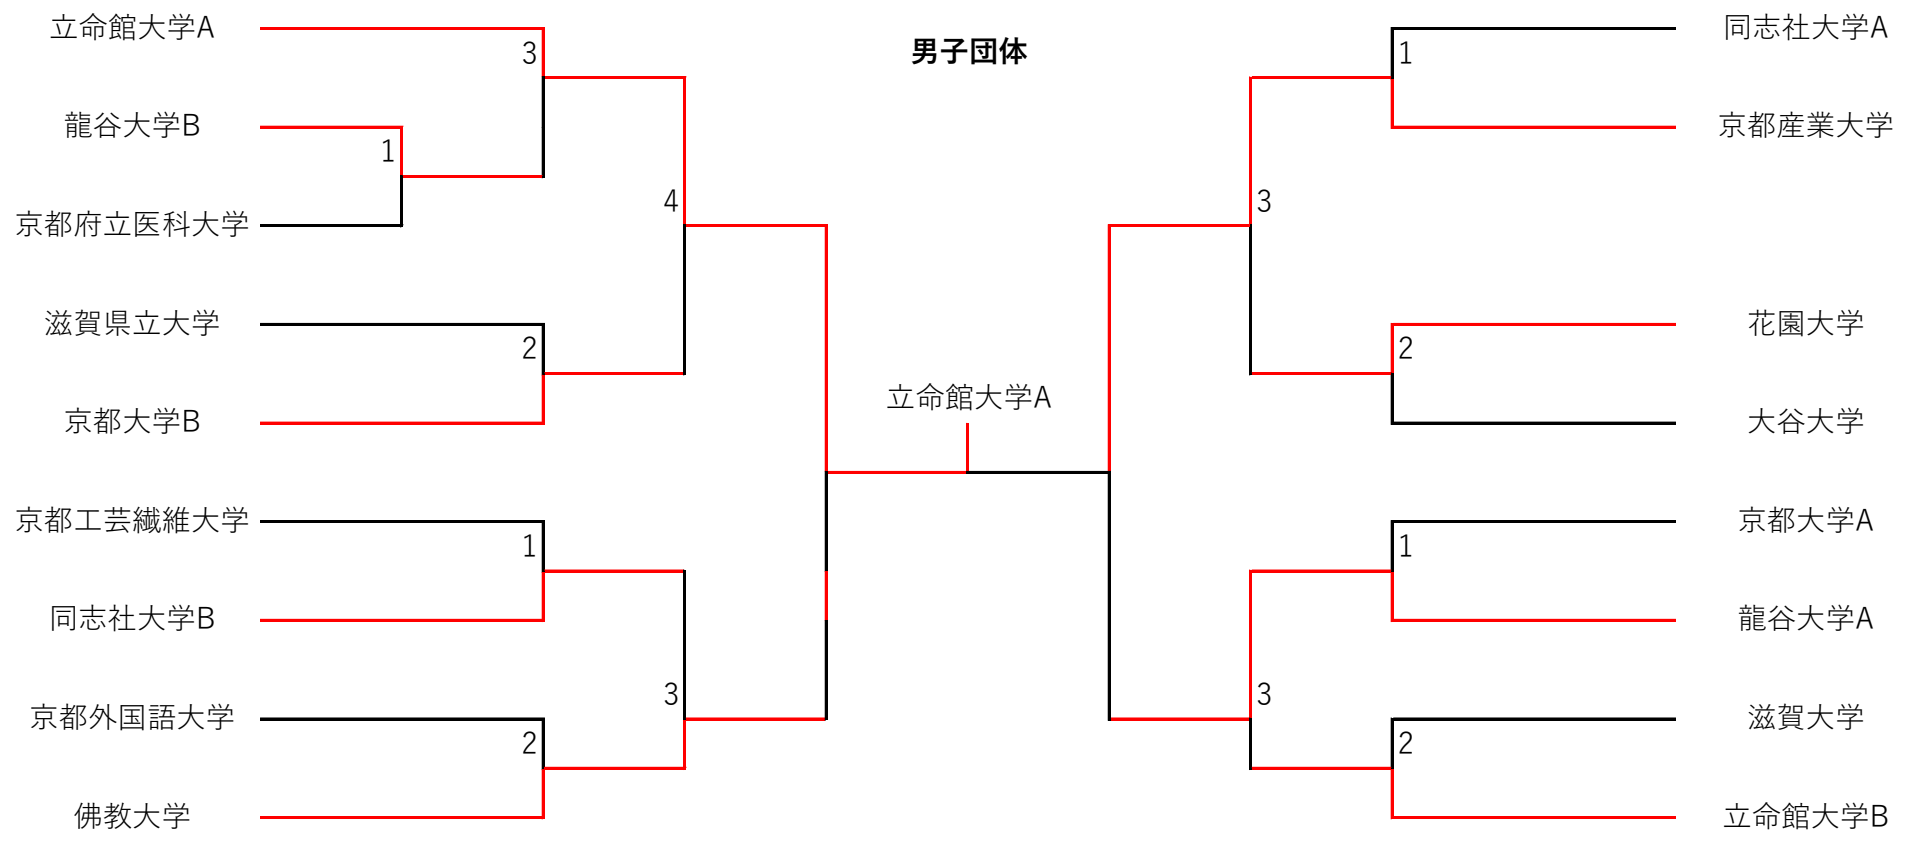 男子団体
立命館大学A
3
龍谷大学B
1
京都府立医科大学
4
滋賀県立大学
2
京都大学B
京都工芸繊維大学
1
同志社大学B
3
京都外国語大学
2
佛教大学
立命館大学A
同志社大学A
1
京都産業大学
3
花園大学
2
大谷大学
京都大学A
1
龍谷大学A
3
滋賀大学
2
立命館大学B